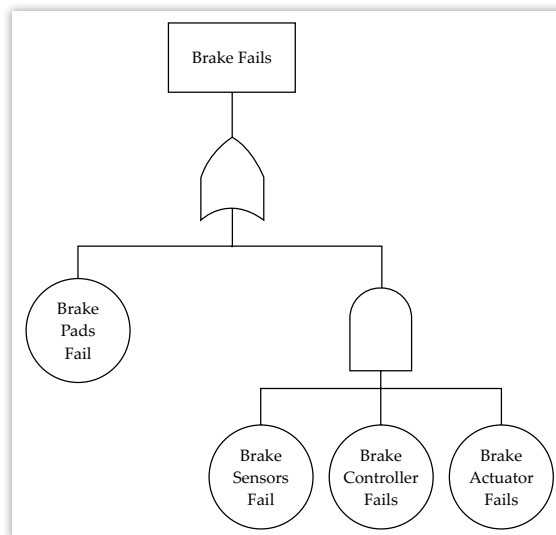 Brake Fails
Brake
Pads
Fail
Brake
Sensors
Fail
Brake
Controller
Fails
Brake
Actuator
Fails